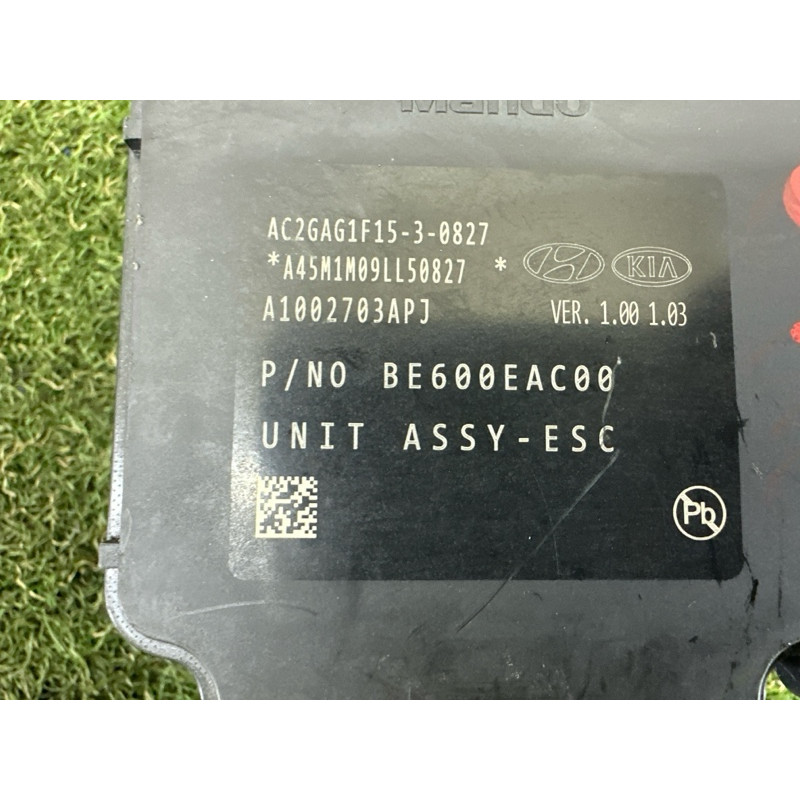 mando
AC2GAG1F15-3-0827
*A45M1M09LL50827 *
KIA
A1002703APJ VER. 1.00 1.03
P/NO BE600EAC00
UNIT ASSY-ESC
Pb